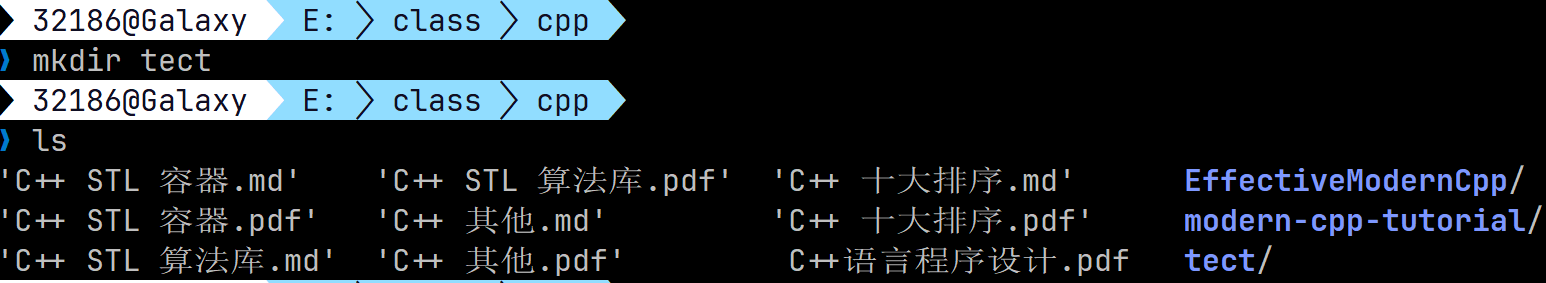 32186@Galaxy E: class cpp
❯ mkdir tect
32186@Galaxy E: class cpp
❯ ls
'C++ STL 容器.md' 'C++ STL 算法库.pdf' 'C++ 十大排序.md' EffectiveModernCpp/
'C++ STL 容器.pdf' 'C++ 其他.md' 'C++ 十大排序.pdf' modern-cpp-tutorial/
'C++ STL 算法库.md' 'C++ 其他.pdf' C++语言程序设计.pdf tect/